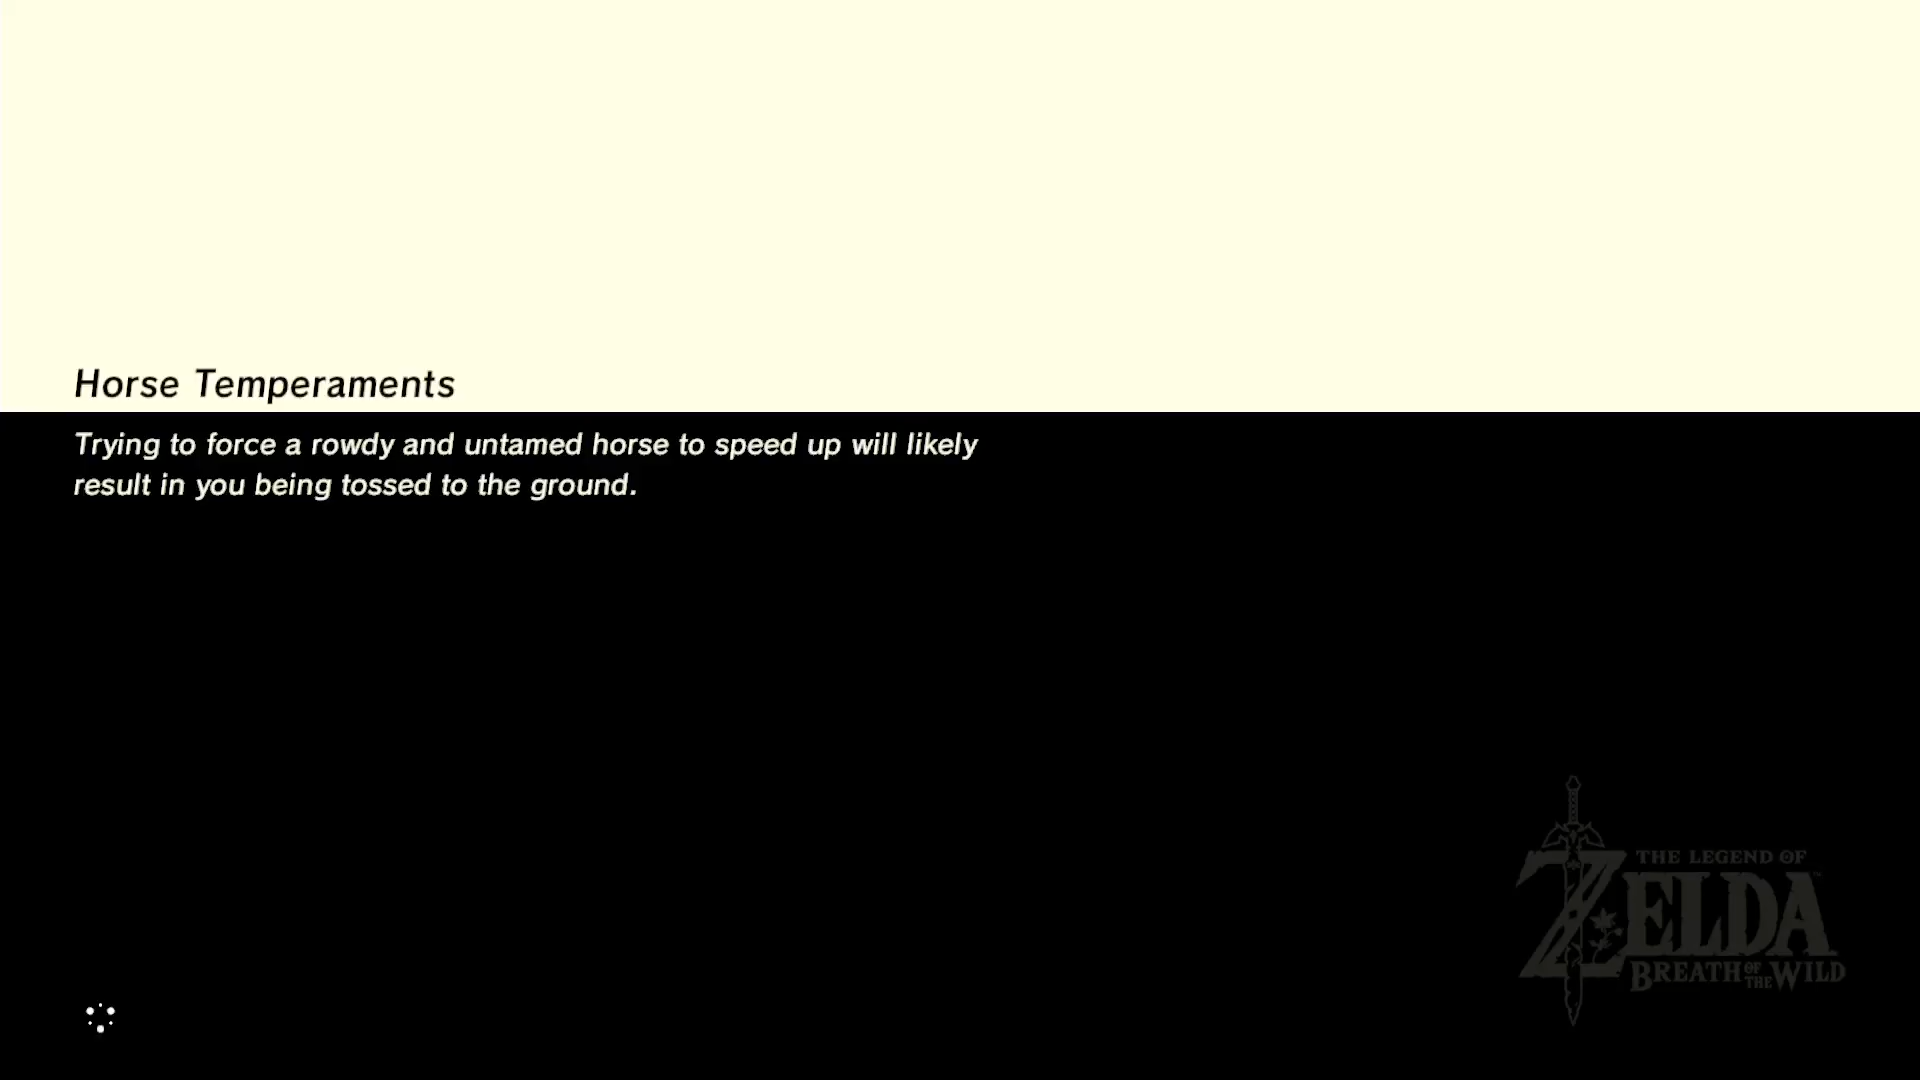 Horse Temperaments
Trying to force a rowdy and untamed horse to speed up will likely
result in you being tossed to the ground.
THE LEGEND OF
ZELDA
BREATH OF THE WILD